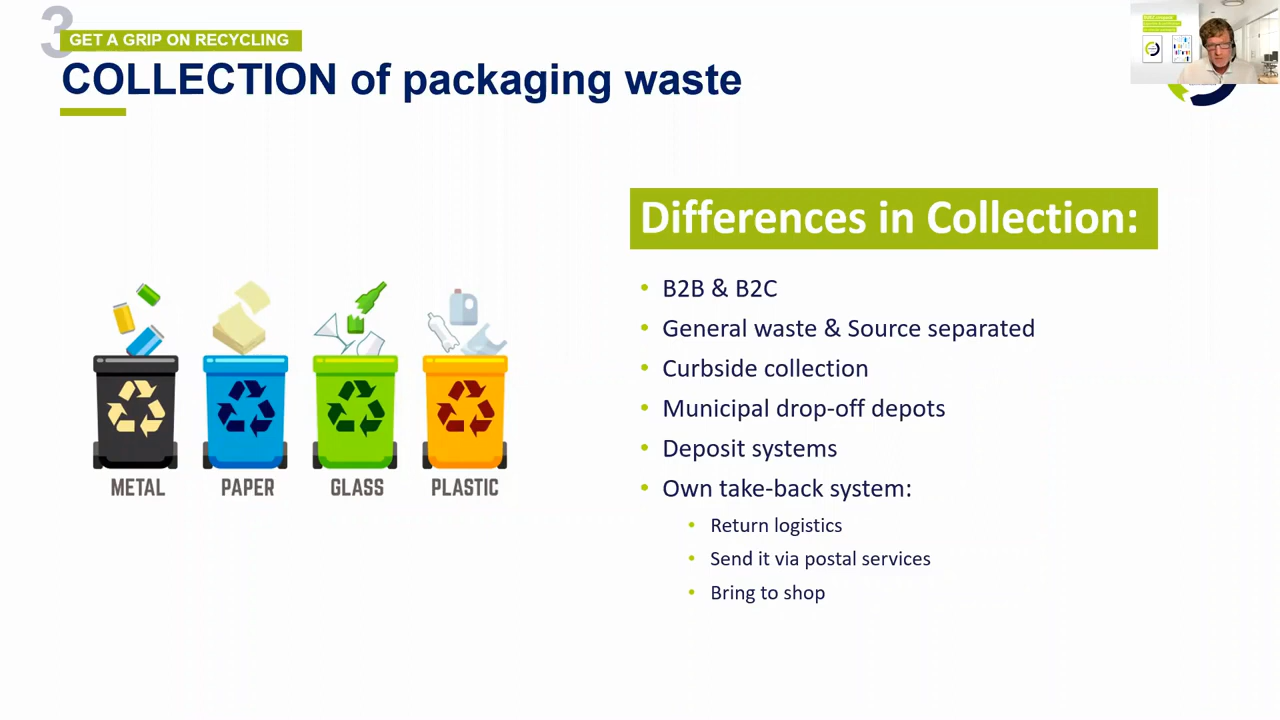 3
GET A GRIP ON RECYCLING
COLLECTION of packaging waste
Differences in Collection:
• B2B & B2C
• General waste & Source separated
• Curbside collection
• Municipal drop-off depots
• Deposit systems
• Own take-back system:
• Return logistics
• Send it via postal services
• Bring to shop
METAL
PAPER
GLASS
PLASTIC